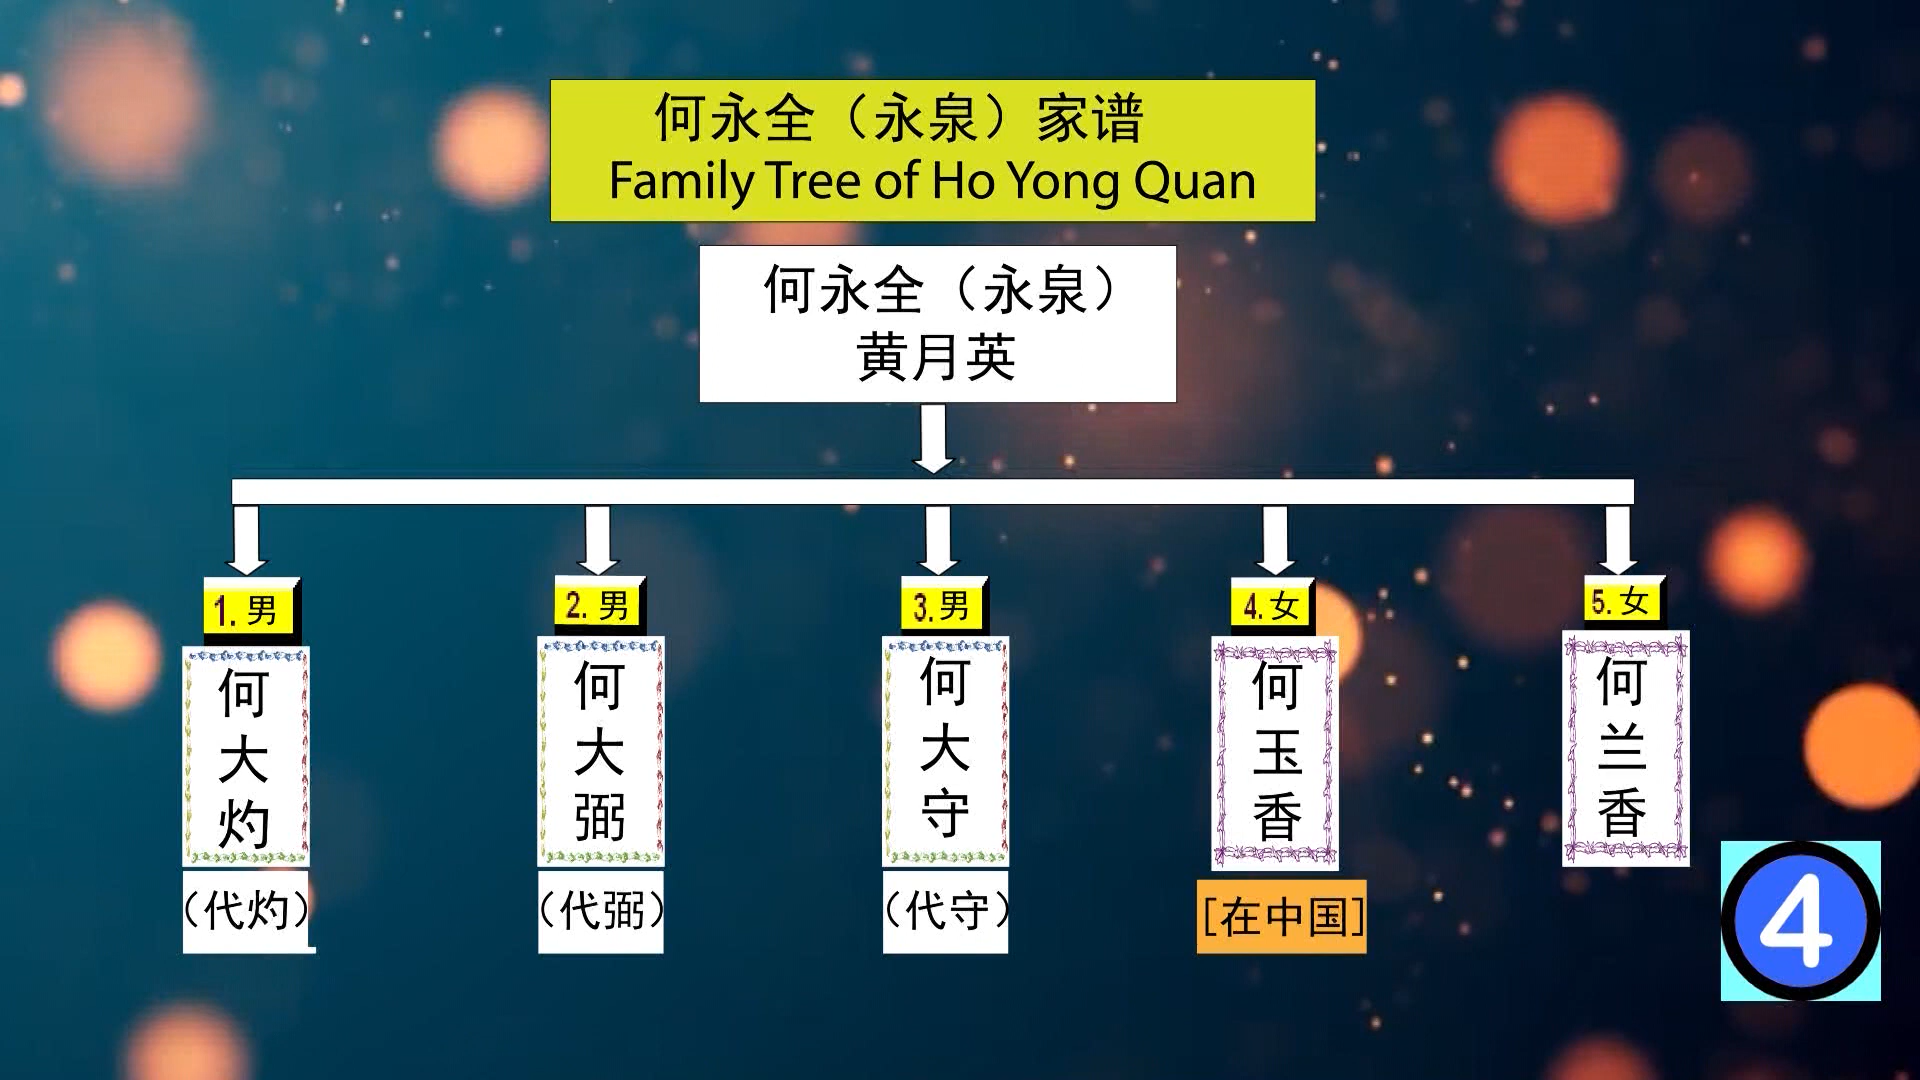 何永全（永泉）家谱
Family Tree of Ho Yong Quan
何永全（永泉）
黄月英
1. 男
何大灼
（代灼）
2. 男
何大弼
（代弼）
3. 男
何大守
（代守）
4. 女
何玉香
[在中国]
5. 女
何兰香
4